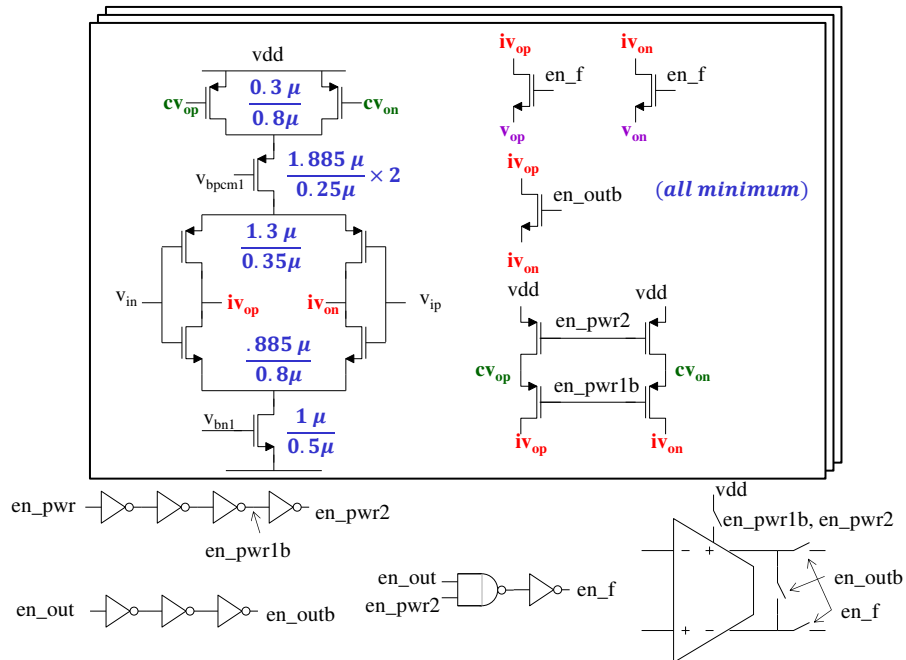 vdd
cv_op
0.3 μ
0.8μ
cv_on
v_bpcm1
1.885 μ
0.25μ × 2
1.3 μ
0.35μ
v_in
iv_op
iv_on
v_ip
.885 μ
0.8μ
v_bn1
1 μ
0.5μ
iv_op
iv_on
en_f
en_f
v_op
v_on
iv_op
en_outb
(all minimum)
iv_on
vdd
vdd
en_pwr2
cv_op
cv_on
en_pwr1b
iv_op
iv_on
en_pwr
en_pwr2
en_pwr1b
en_out
en_outb
en_out
en_pwr2
en_f
vdd
en_pwr1b, en_pwr2
− +
en_outb
en_f
+ −